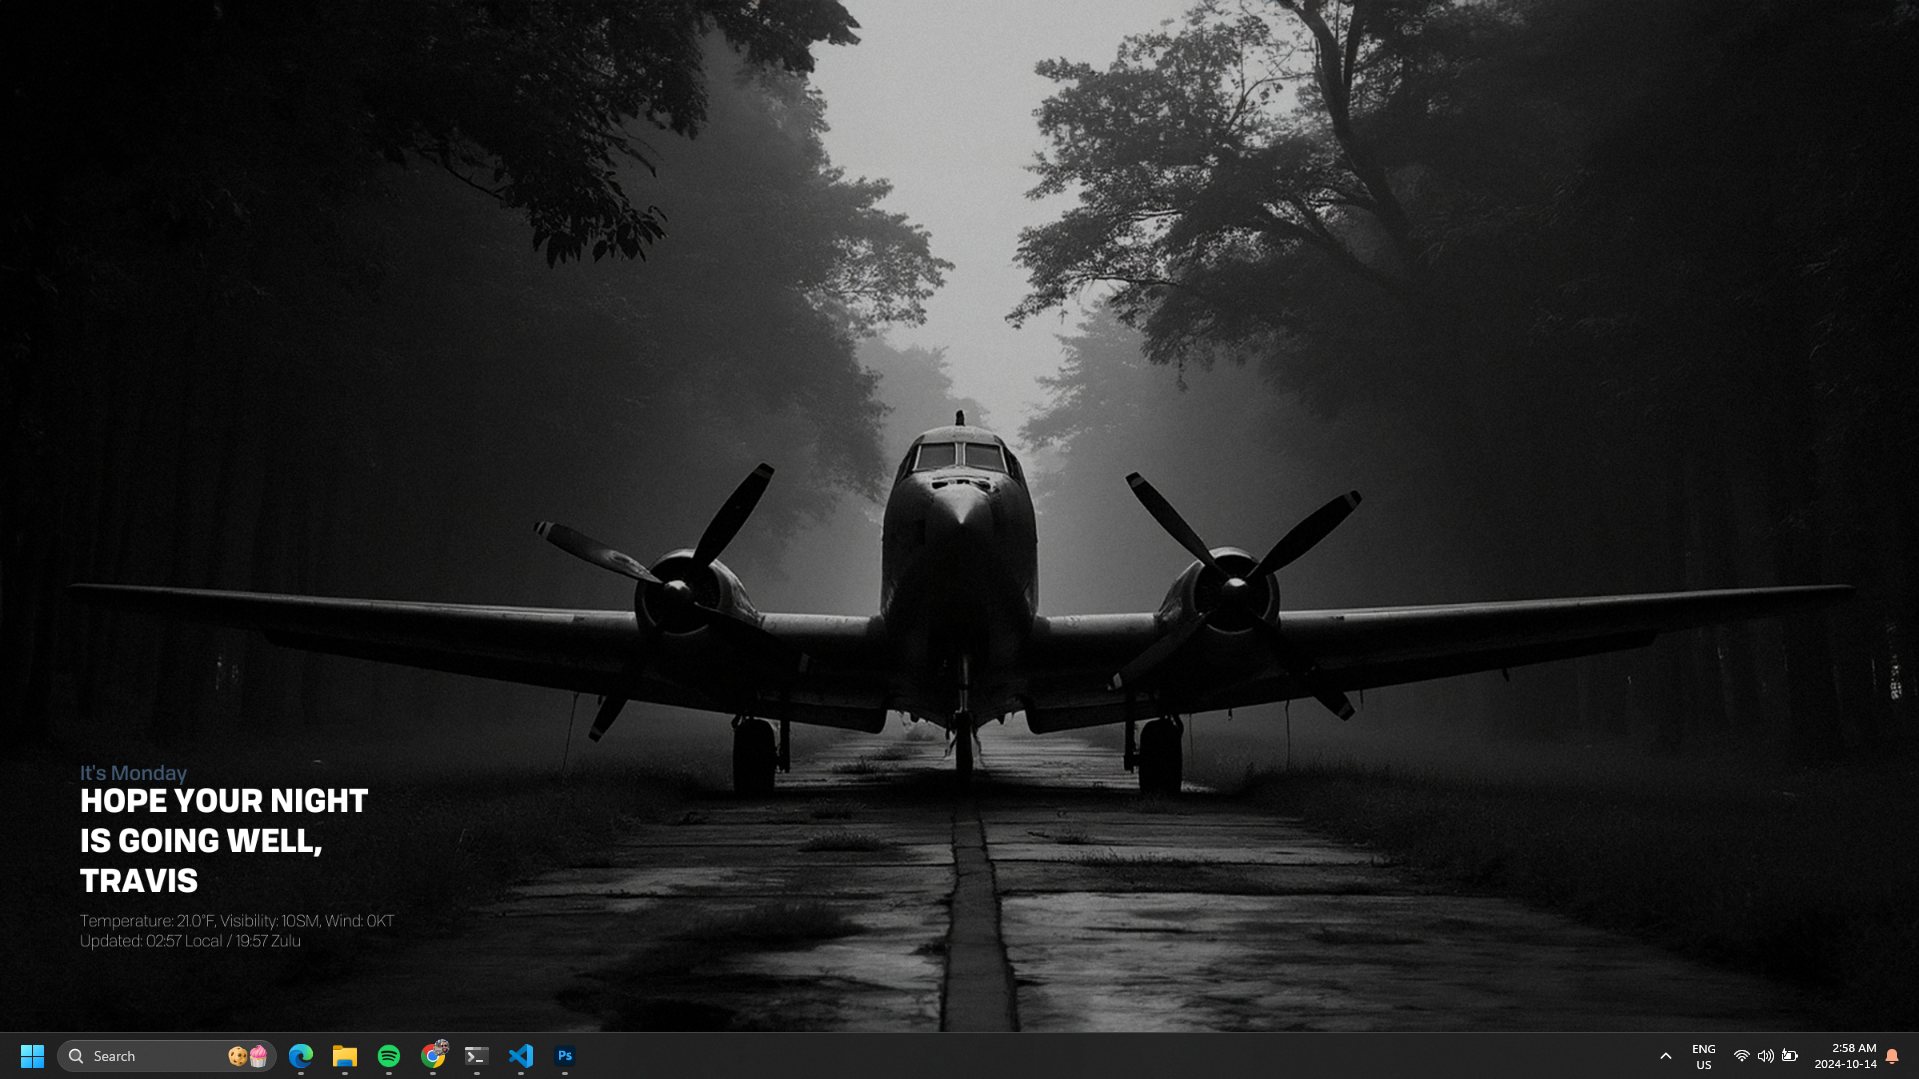 It's Monday
HOPE YOUR NIGHT
IS GOING WELL,
TRAVIS
Temperature: 21.0°F, Visibility: 10SM, Wind: 0KT
Updated: 02:57 Local / 19:57 Zulu
Search
Ps
ENG
US
2:58 AM
2024-10-14